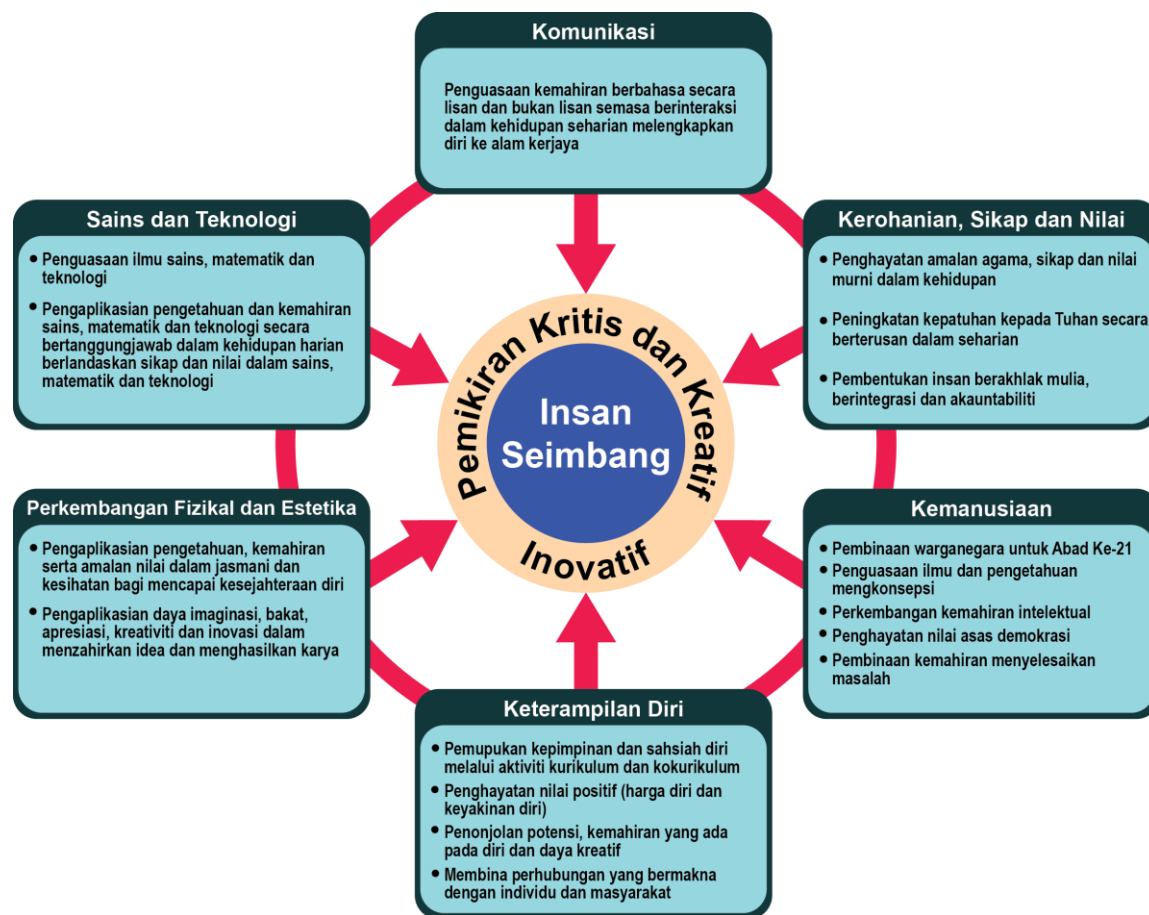 Komunikasi
Penguasaan kemahiran berbahasa secara
lisan dan bukan lisan semasa berinteraksi
dalam kehidupan seharian melengkapkan
diri ke alam kerjaya
Sains dan Teknologi
• Penguasaan ilmu sains, matematik dan
teknologi
• Pengaplikasian pengetahuan dan kemahiran
sains, matematik dan teknologi secara
bertanggungjawab dalam kehidupan harian
berlandaskan sikap dan nilai dalam sains,
matematik dan teknologi
Kerohanian, Sikap dan Nilai
• Penghayatan amalan agama, sikap dan nilai
murni dalam kehidupan
• Peningkatan kepatuhan kepada Tuhan secara
berterusan dalam seharian
• Pembentukan insan berakhlak mulia,
berintegrasi dan akauntabiliti
Pemikiran Kritis dan Kreatif
Insan
Seimbang
Inovatif
Perkembangan Fizikal dan Estetika
• Pengaplikasian pengetahuan, kemahiran
serta amalan nilai dalam jasmani dan
kesihatan bagi mencapai kesejahteraan diri
• Pengaplikasian daya imaginasi, bakat,
apresiasi, kreativiti dan inovasi dalam
menzahirkan idea dan menghasilkan karya
Kemanusiaan
• Pembinaan warganegara untuk Abad Ke-21
• Penguasaan ilmu dan pengetahuan
mengkonsepsi
• Perkembangan kemahiran intelektual
• Penghayatan nilai asas demokrasi
• Pembinaan kemahiran menyelesaikan
masalah
Keterampilan Diri
• Pemupukan kepimpinan dan sahsiah diri
melalui aktiviti kurikulum dan kokurikulum
• Penghayatan nilai positif (harga diri dan
keyakinan diri)
• Penonjolan potensi, kemahiran yang ada
pada diri dan daya kreatif
• Membina perhubungan yang bermakna
dengan individu dan masyarakat